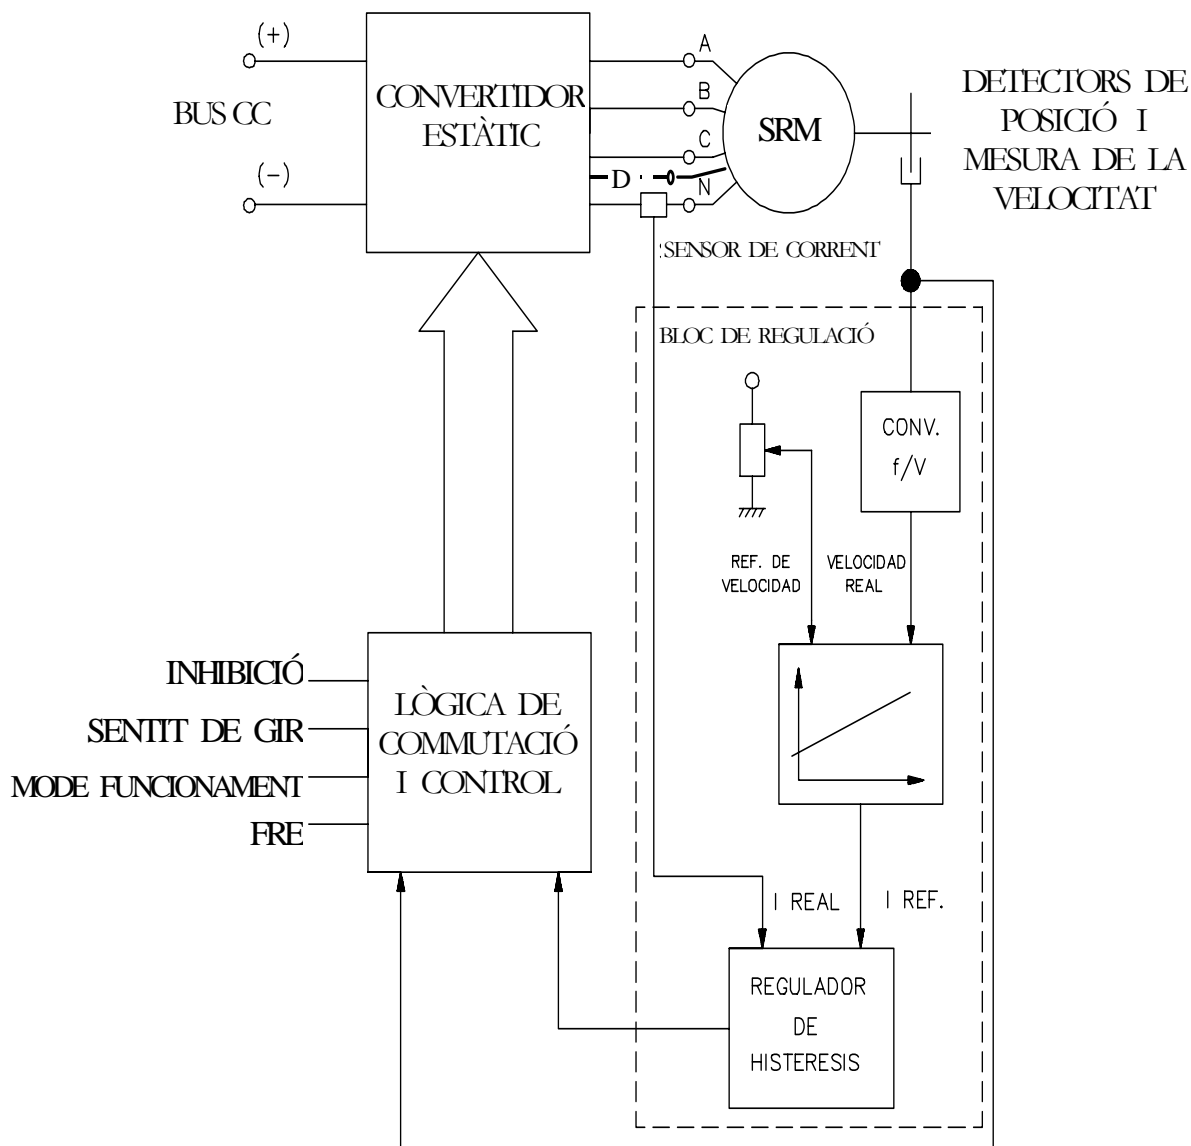 (+)
BUS CC
(-)
CONVERTIDOR
ESTÀTIC
A
B
C
D
N
SRM
DETECTORS DE
POSICIÓ I
MESURA DE LA
VELOCITAT
SENSOR DE CORRENT
BLOC DE REGULACIÓ
CONV.
f/V
REF. DE
VELOCIDAD
VELOCIDAD
REAL
INHIBICIÓ
SENTIT DE GIR
MODE FUNCIONAMENT
FRE
LÒGICA DE
COMMUTACIÓ
I CONTROL
I REAL
I REF.
REGULADOR
DE
HISTERESIS